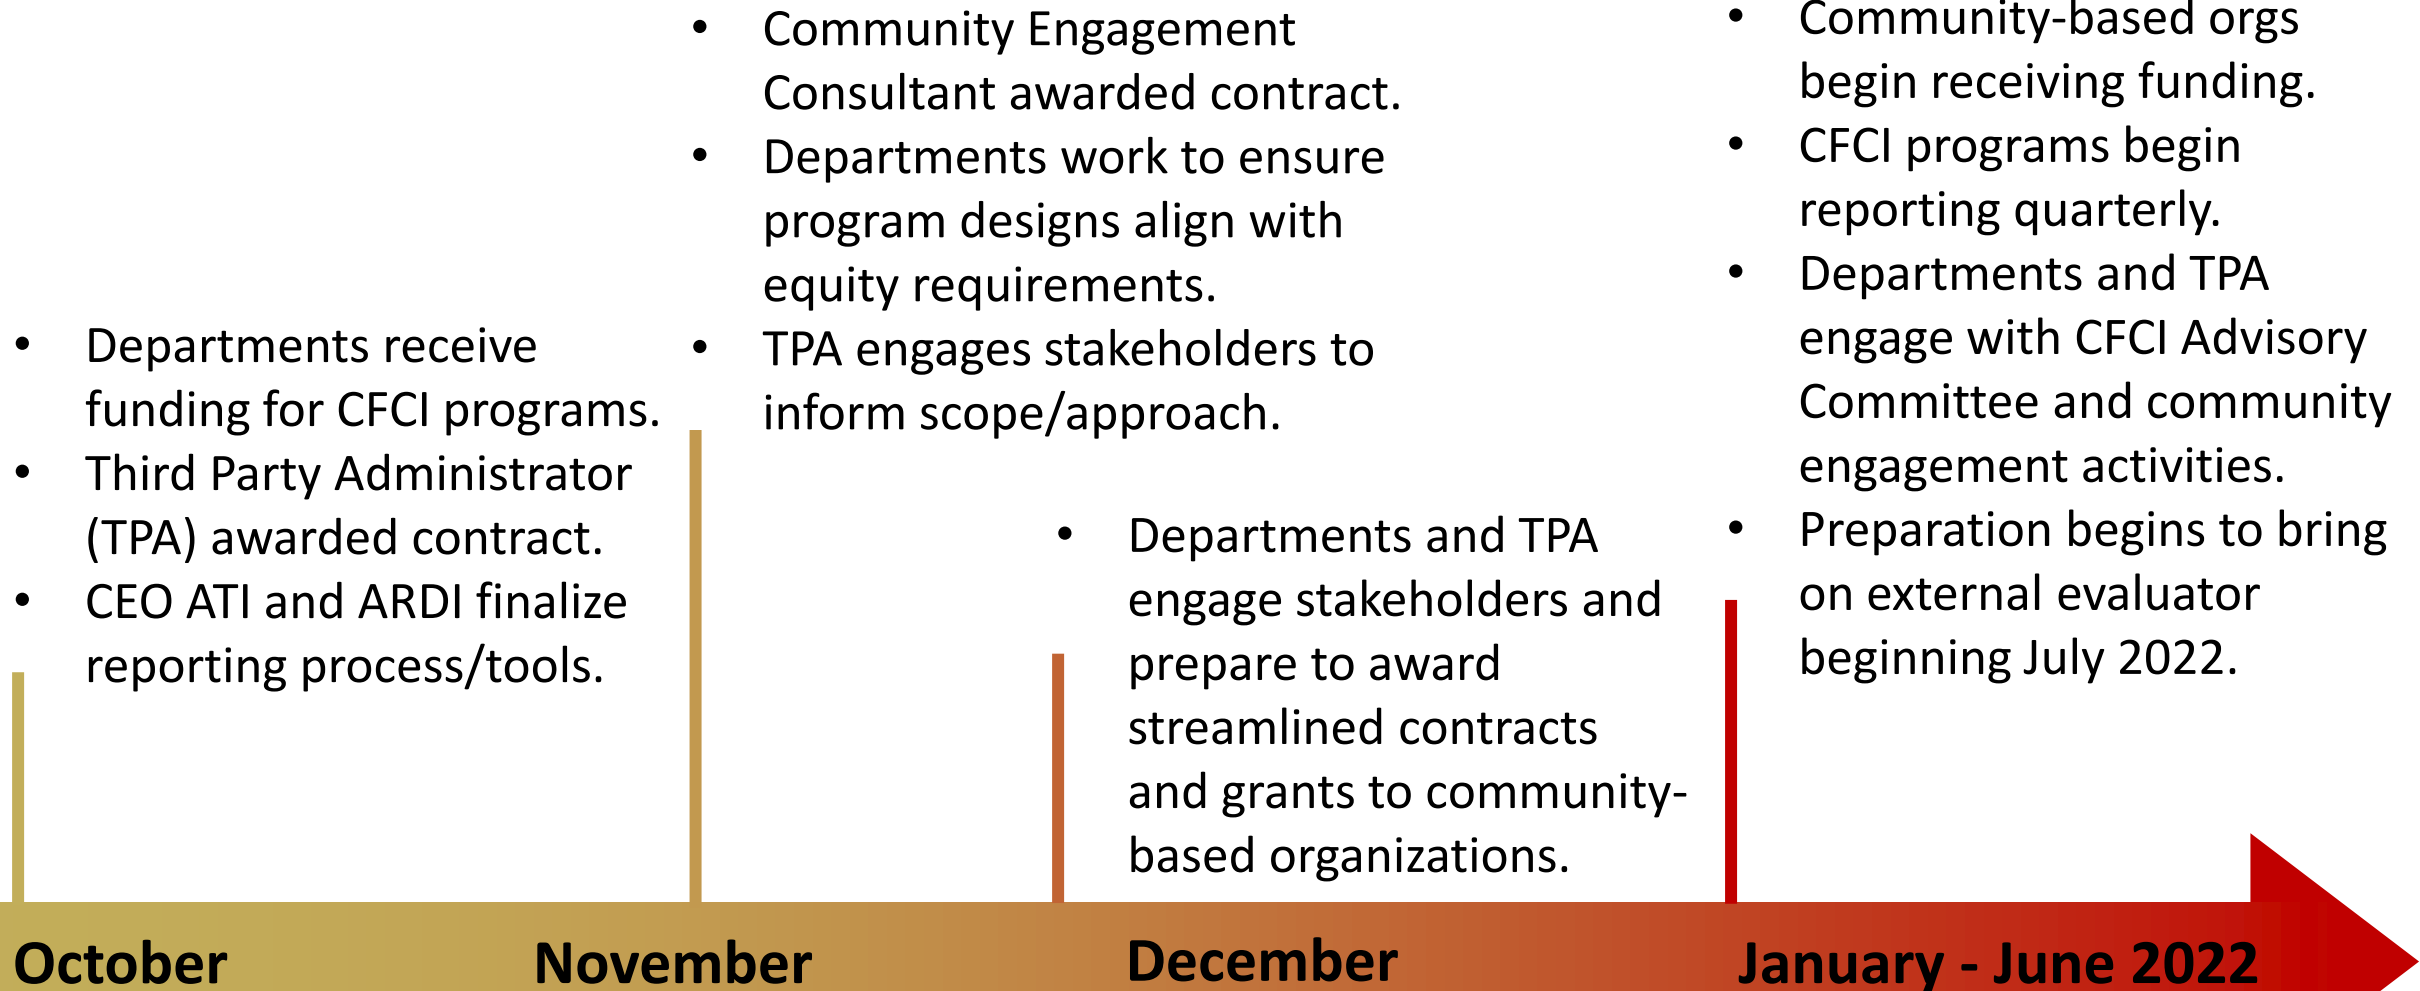 • Departments receive
funding for CFCI programs.
• Third Party Administrator
(TPA) awarded contract.
• CEO ATI and ARDI finalize
reporting process/tools.
• Community Engagement
Consultant awarded contract.
• Departments work to ensure
program designs align with
equity requirements.
• TPA engages stakeholders to
inform scope/approach.
• Departments and TPA
engage stakeholders and
prepare to award
streamlined contracts
and grants to community-
based organizations.
• Community-based orgs
begin receiving funding.
• CFCI programs begin
reporting quarterly.
• Departments and TPA
engage with CFCI Advisory
Committee and community
engagement activities.
• Preparation begins to bring
on external evaluator
beginning July 2022.
October
November
December
January - June 2022